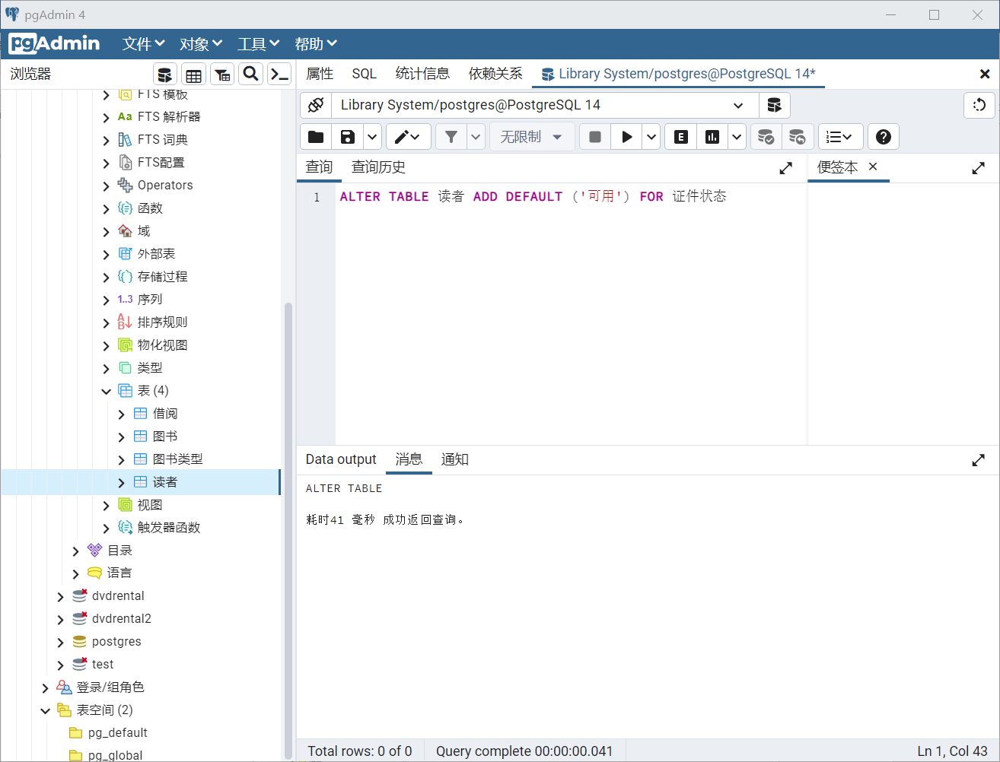 pgAdmin 4
pgAdmin 文件 对象 工具 帮助
浏览器
属性 SQL 统计信息 依赖关系 Library System/postgres@PostgreSQL 14*
Library System/postgres@PostgreSQL 14
无限制
查询 查询历史 便签本
1 ALTER TABLE 读者 ADD DEFAULT ('可用') FOR 证件状态
FTS 模板
Aa FTS 解析器
FTS 词典
FTS配置
Operators
函数
域
外部表
存储过程
1..3 序列
排序规则
物化视图
类型
表 (4)
借阅
图书
图书类型
读者
视图
触发器函数
目录
语言
dvdrental
dvdrental2
postgres
test
登录/组角色
表空间 (2)
pg_default
pg_global
Data output 消息 通知
ALTER TABLE
耗时41 毫秒 成功返回查询。
Total rows: 0 of 0 Query complete 00:00:00.041 Ln 1, Col 43